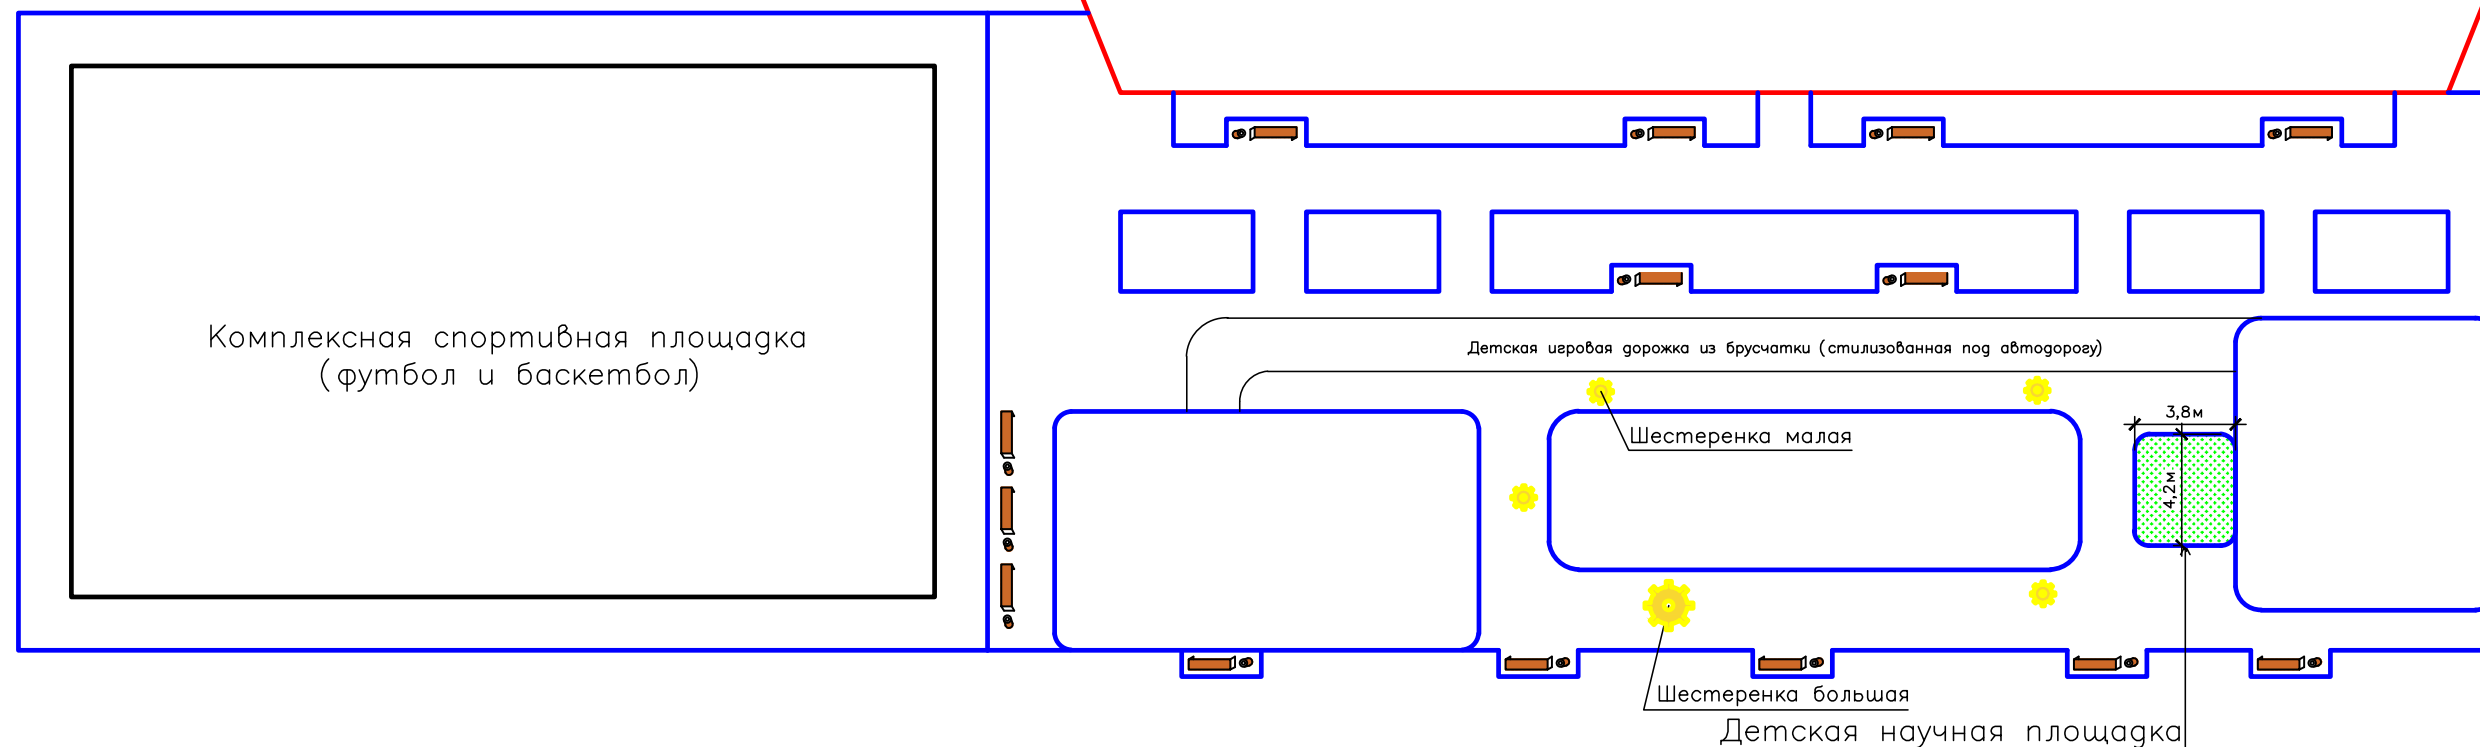 Комплексная спортивная площадка
(футбол и баскетбол)
Детская игровая дорожка из брусчатки (стилизованная под автодорогу)
3,8м
Шестеренка малая
4,2м
Шестеренка большая
Детская научная площадка